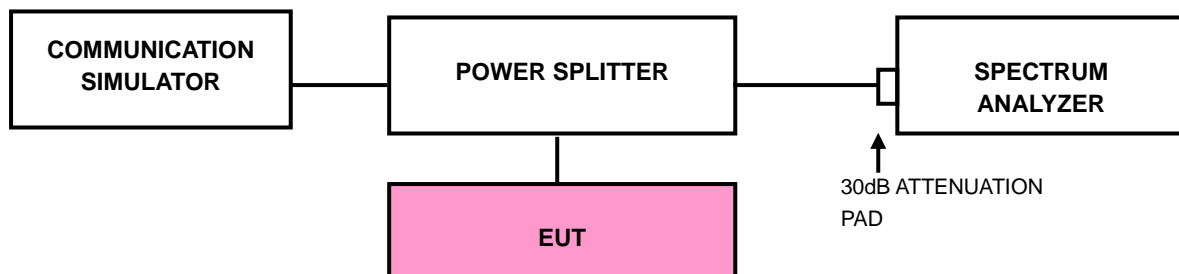 COMMUNICATION
SIMULATOR
POWER SPLITTER
SPECTRUM
ANALYZER
30dB ATTENUATION
PAD
EUT